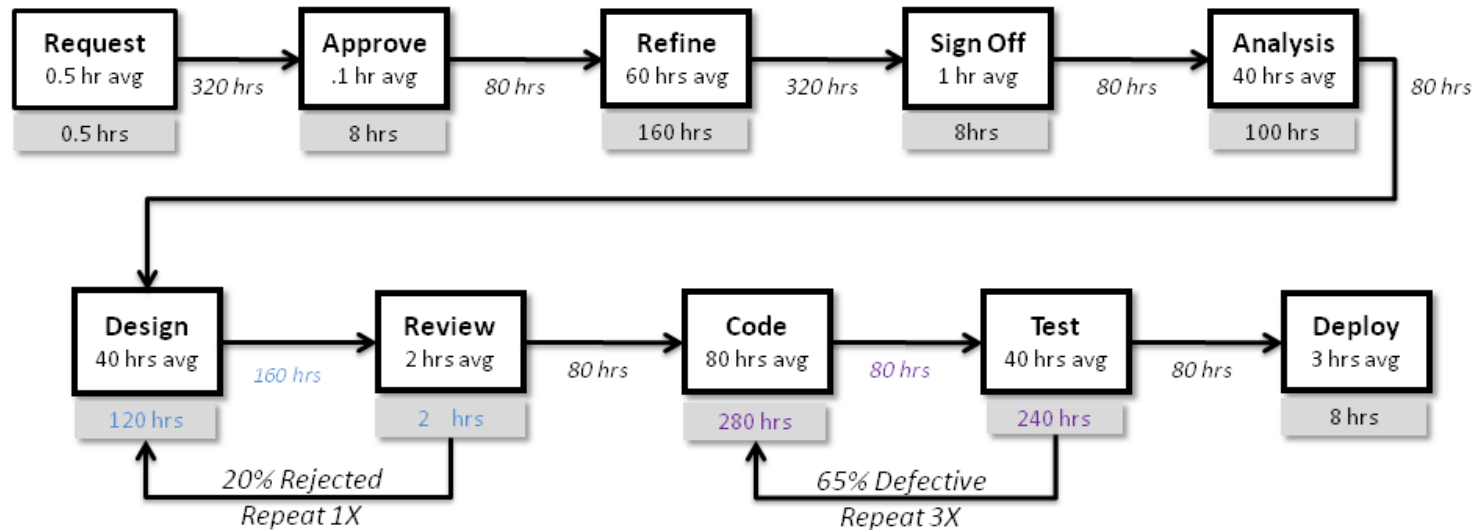 Request
0.5 hr avg
0.5 hrs
320 hrs
Approve
.1 hr avg
8 hrs
80 hrs
Refine
60 hrs avg
160 hrs
320 hrs
Sign Off
1 hr avg
8hrs
80 hrs
Analysis
40 hrs avg
100 hrs
80 hrs
Design
40 hrs avg
120 hrs
160 hrs
Review
2 hrs avg
2 hrs
80 hrs
Code
80 hrs avg
280 hrs
80 hrs
Test
40 hrs avg
240 hrs
80 hrs
Deploy
3 hrs avg
8 hrs
20% Rejected
Repeat 1X
65% Defective
Repeat 3X